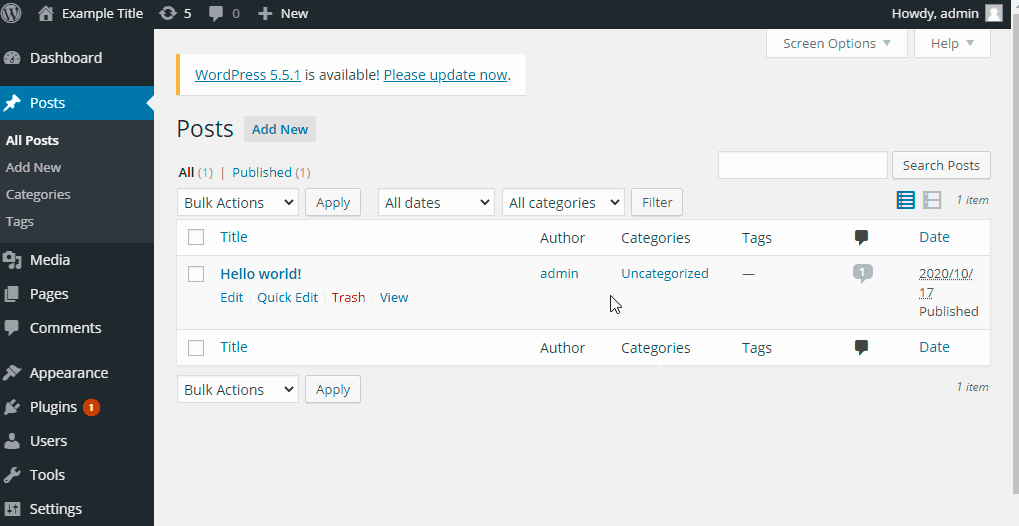 Example Title 5 0 New Howdy, admin
Screen Options Help
Dashboard
Posts
All Posts
Add New
Categories
Tags
Media
Pages
Comments
Appearance
Plugins 1
Users
Tools
Settings
WordPress 5.5.1 is available! Please update now.
Posts Add New
All (1) | Published (1)
Search Posts
Bulk Actions Apply All dates All categories Filter 1 item
Title Author Categories Tags Date
Hello world! admin Uncategorized — 1 2020/10/
17
Published
Edit | Quick Edit | Trash | View
Title Author Categories Tags Date
Bulk Actions Apply 1 item